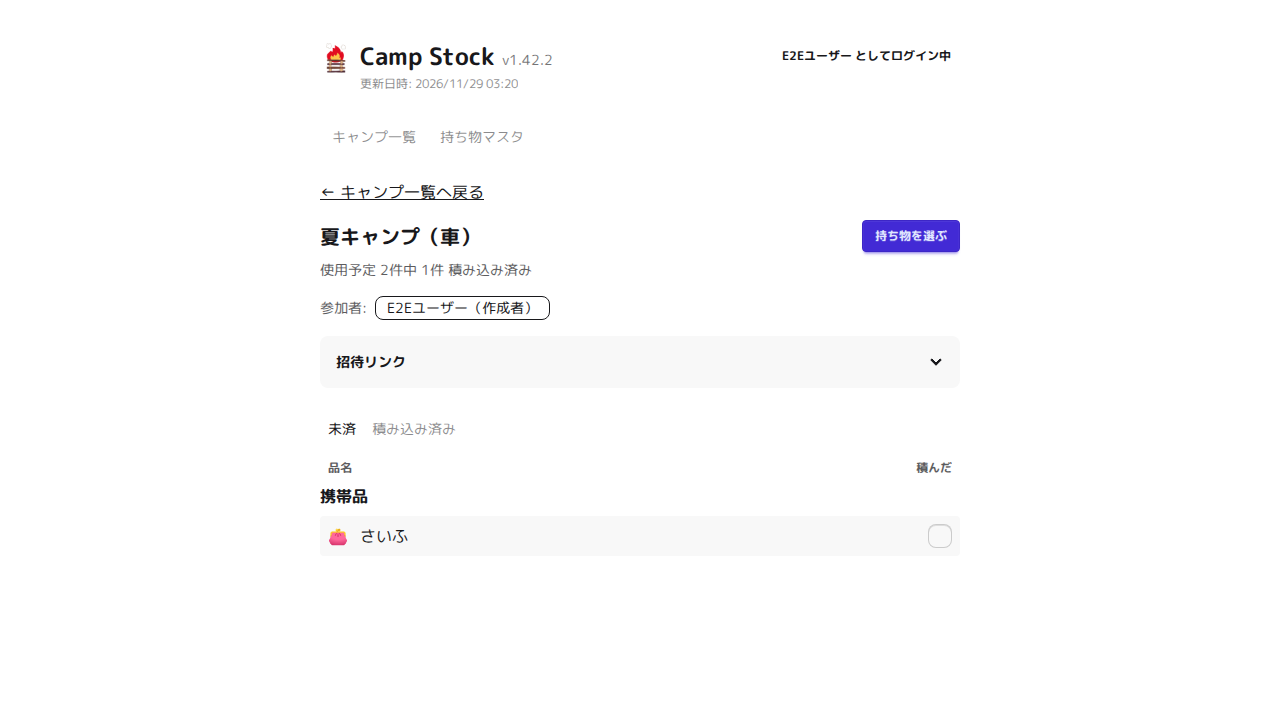 Camp Stock v1.42.2
E2Eユーザー としてログイン中
更新日時: 2026/11/29 03:20
キャンプ一覧 持ち物マスタ
← キャンプ一覧へ戻る
夏キャンプ（車）
持ち物を選ぶ
使用予定 2件中 1件 積み込み済み
参加者: E2Eユーザー（作成者）
招待リンク
未済 積み込み済み
品名 積んだ
携帯品
さいふ